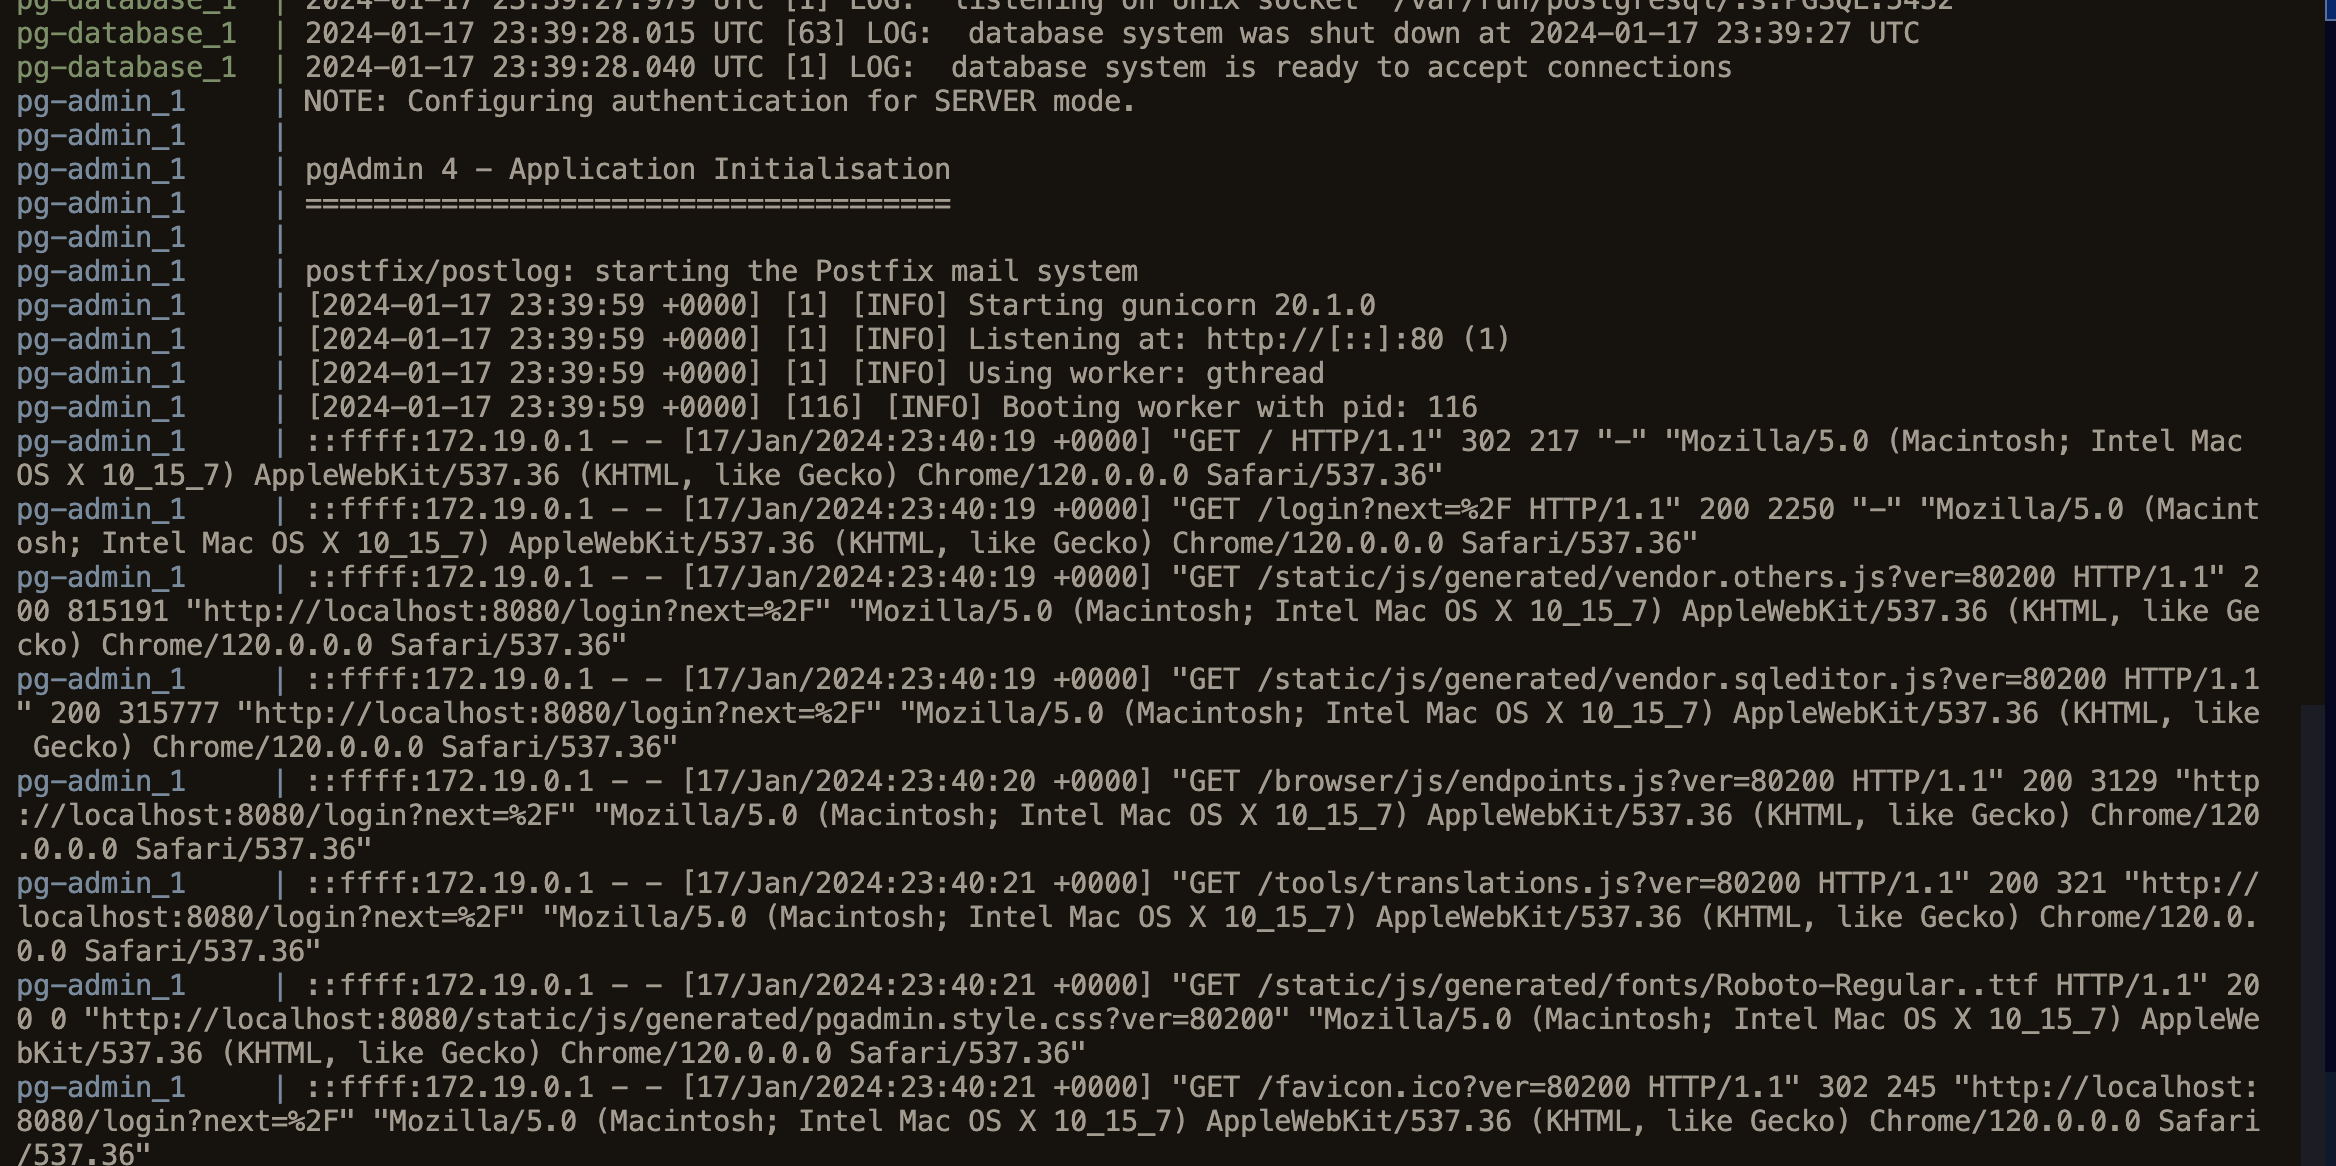 pg-database_1  | 2024-01-17 23:39:27.979 UTC [1] LOG:  listening on Unix socket "/var/run/postgresql/.s.PGSQL.5432"
pg-database_1  | 2024-01-17 23:39:28.015 UTC [63] LOG:  database system was shut down at 2024-01-17 23:39:27 UTC
pg-database_1  | 2024-01-17 23:39:28.040 UTC [1] LOG:  database system is ready to accept connections
pg-admin_1     | NOTE: Configuring authentication for SERVER mode.
pg-admin_1     |
pg-admin_1     | pgAdmin 4 - Application Initialisation
pg-admin_1     | ======================================
pg-admin_1     |
pg-admin_1     | postfix/postlog: starting the Postfix mail system
pg-admin_1     | [2024-01-17 23:39:59 +0000] [1] [INFO] Starting gunicorn 20.1.0
pg-admin_1     | [2024-01-17 23:39:59 +0000] [1] [INFO] Listening at: http://[::]:80 (1)
pg-admin_1     | [2024-01-17 23:39:59 +0000] [1] [INFO] Using worker: gthread
pg-admin_1     | [2024-01-17 23:39:59 +0000] [116] [INFO] Booting worker with pid: 116
pg-admin_1     | ::ffff:172.19.0.1 - - [17/Jan/2024:23:40:19 +0000] "GET / HTTP/1.1" 302 217 "-" "Mozilla/5.0 (Macintosh; Intel Mac
OS X 10_15_7) AppleWebKit/537.36 (KHTML, like Gecko) Chrome/120.0.0.0 Safari/537.36"
pg-admin_1     | ::ffff:172.19.0.1 - - [17/Jan/2024:23:40:19 +0000] "GET /login?next=%2F HTTP/1.1" 200 2250 "-" "Mozilla/5.0 (Macint
osh; Intel Mac OS X 10_15_7) AppleWebKit/537.36 (KHTML, like Gecko) Chrome/120.0.0.0 Safari/537.36"
pg-admin_1     | ::ffff:172.19.0.1 - - [17/Jan/2024:23:40:19 +0000] "GET /static/js/generated/vendor.others.js?ver=80200 HTTP/1.1" 2
00 815191 "http://localhost:8080/login?next=%2F" "Mozilla/5.0 (Macintosh; Intel Mac OS X 10_15_7) AppleWebKit/537.36 (KHTML, like Ge
cko) Chrome/120.0.0.0 Safari/537.36"
pg-admin_1     | ::ffff:172.19.0.1 - - [17/Jan/2024:23:40:19 +0000] "GET /static/js/generated/vendor.sqleditor.js?ver=80200 HTTP/1.1
" 200 315777 "http://localhost:8080/login?next=%2F" "Mozilla/5.0 (Macintosh; Intel Mac OS X 10_15_7) AppleWebKit/537.36 (KHTML, like
 Gecko) Chrome/120.0.0.0 Safari/537.36"
pg-admin_1     | ::ffff:172.19.0.1 - - [17/Jan/2024:23:40:20 +0000] "GET /browser/js/endpoints.js?ver=80200 HTTP/1.1" 200 3129 "http
://localhost:8080/login?next=%2F" "Mozilla/5.0 (Macintosh; Intel Mac OS X 10_15_7) AppleWebKit/537.36 (KHTML, like Gecko) Chrome/120
.0.0.0 Safari/537.36"
pg-admin_1     | ::ffff:172.19.0.1 - - [17/Jan/2024:23:40:21 +0000] "GET /tools/translations.js?ver=80200 HTTP/1.1" 200 321 "http://
localhost:8080/login?next=%2F" "Mozilla/5.0 (Macintosh; Intel Mac OS X 10_15_7) AppleWebKit/537.36 (KHTML, like Gecko) Chrome/120.0.
0.0 Safari/537.36"
pg-admin_1     | ::ffff:172.19.0.1 - - [17/Jan/2024:23:40:21 +0000] "GET /static/js/generated/fonts/Roboto-Regular..ttf HTTP/1.1" 20
0 0 "http://localhost:8080/static/js/generated/pgadmin.style.css?ver=80200" "Mozilla/5.0 (Macintosh; Intel Mac OS X 10_15_7) AppleWe
bKit/537.36 (KHTML, like Gecko) Chrome/120.0.0.0 Safari/537.36"
pg-admin_1     | ::ffff:172.19.0.1 - - [17/Jan/2024:23:40:21 +0000] "GET /favicon.ico?ver=80200 HTTP/1.1" 302 245 "http://localhost:
8080/login?next=%2F" "Mozilla/5.0 (Macintosh; Intel Mac OS X 10_15_7) AppleWebKit/537.36 (KHTML, like Gecko) Chrome/120.0.0.0 Safari
/537.36"